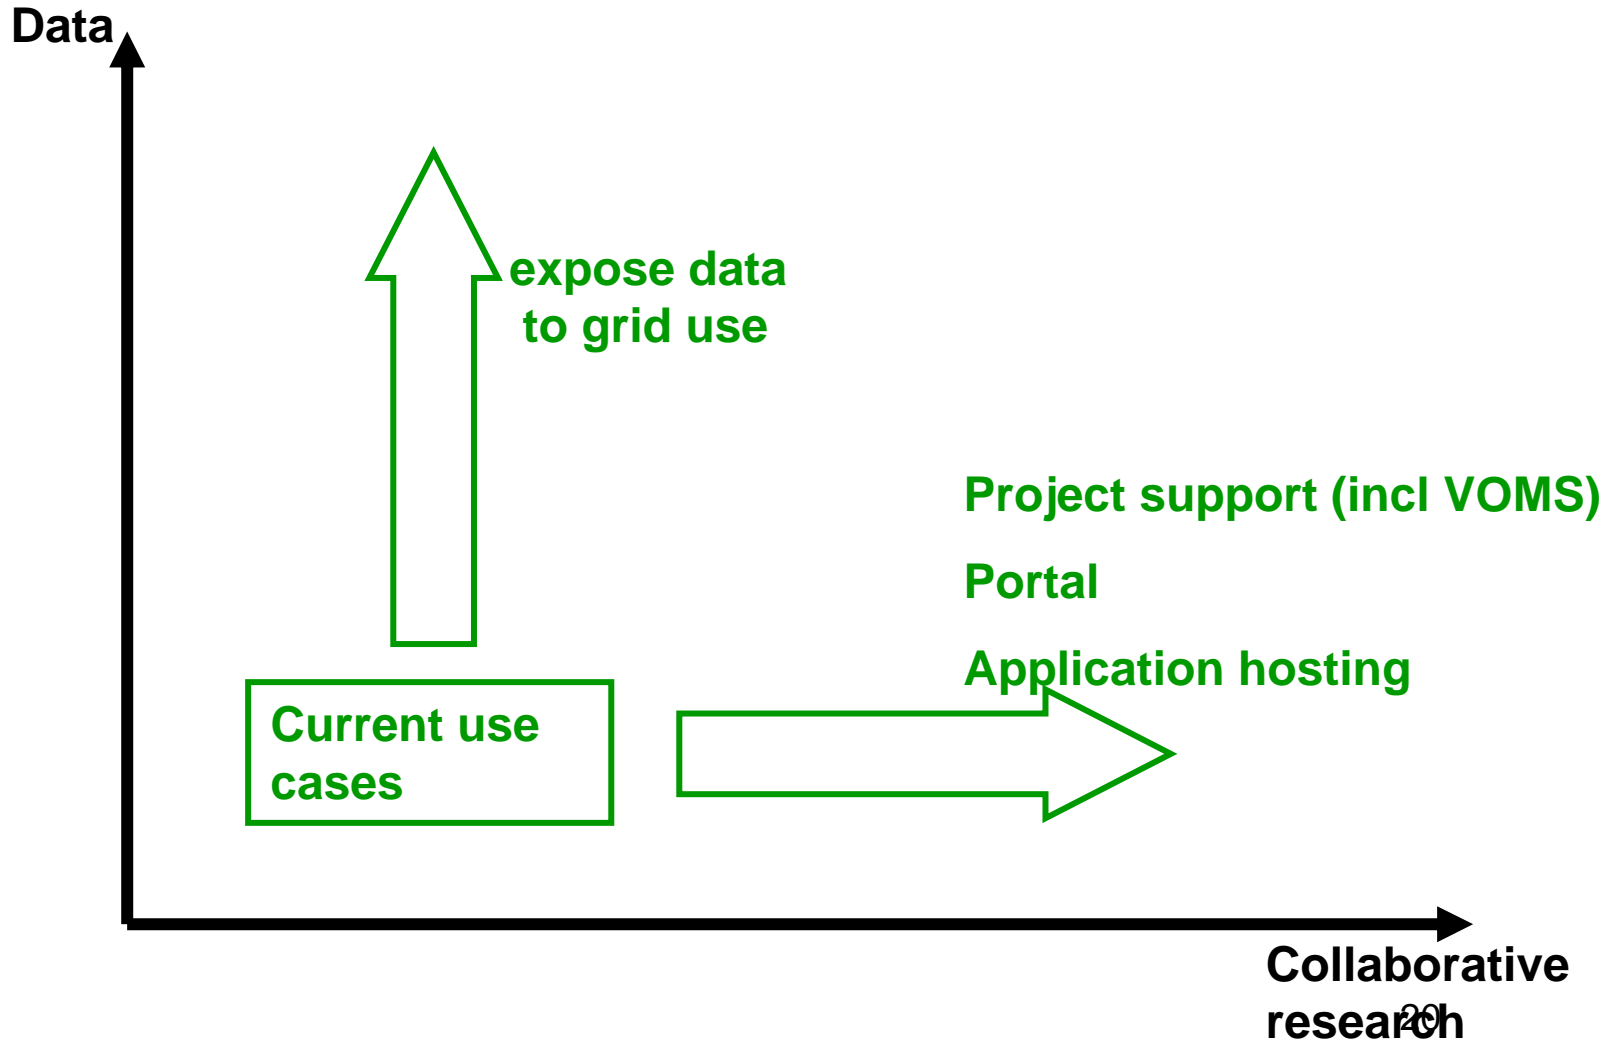 Data
expose data
to grid use
Project support (incl VOMS)
Portal
Application hosting
Current use
cases
Collaborative
research
20